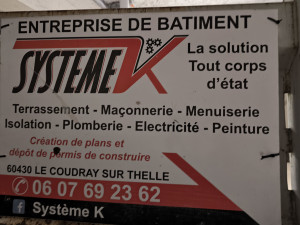 ENTREPRISE DE BATIMENT
SYSTEME K
La solution
Tout corps
d'état
Terrassement - Maçonnerie - Menuiserie
Isolation - Plomberie - Electricité - Peinture
Création de plans et
dépôt de permis de construire
60430 LE COUDRAY SUR THELLE
06 07 69 23 62
f Système K